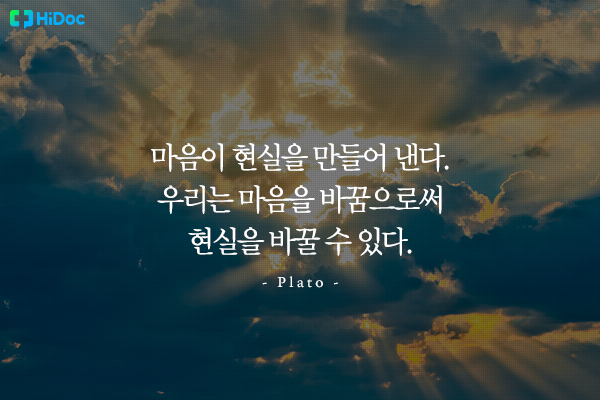 HiDoc
마음이 현실을 만들어 낸다.
우리는 마음을 바꿈으로써
현실을 바꿀 수 있다.
- Plato -